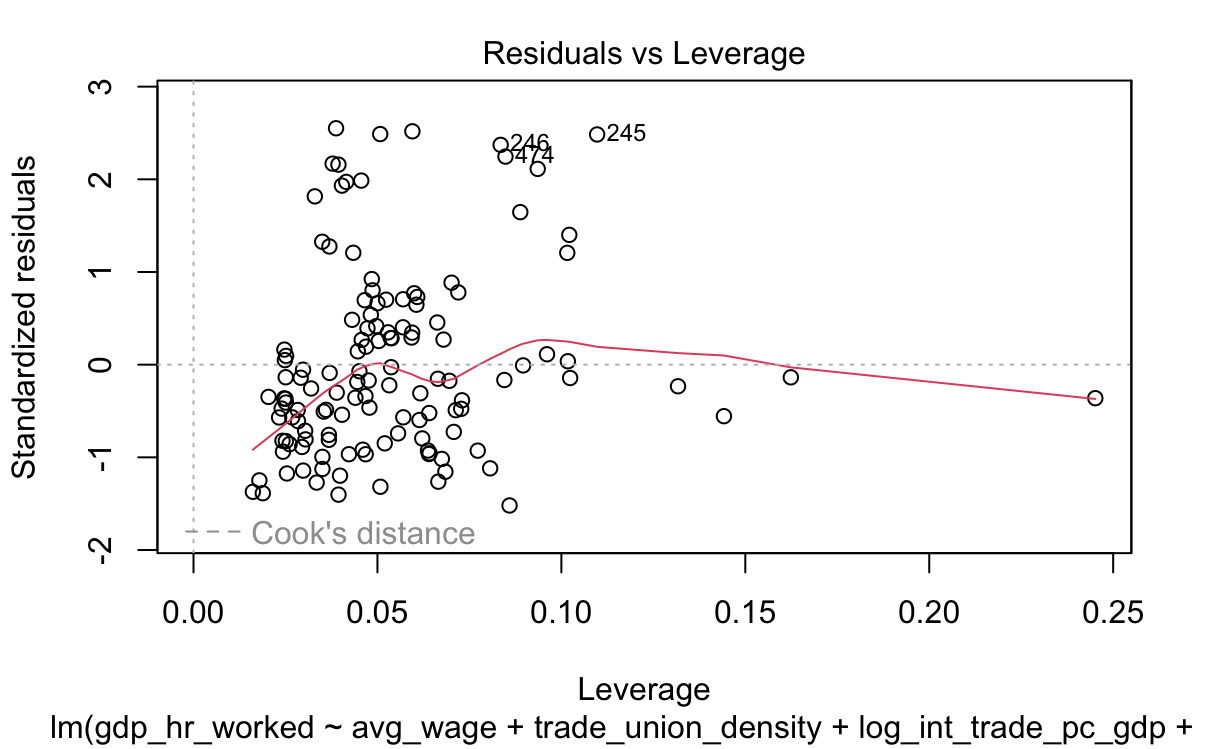 Residuals vs Leverage
Standardized residuals
3
2
1
0
-1
-2
246
245
474
Cook's distance
0.00 0.05 0.10 0.15 0.20 0.25
Leverage
lm(gdp_hr_worked ~ avg_wage + trade_union_density + log_int_trade_pc_gdp +